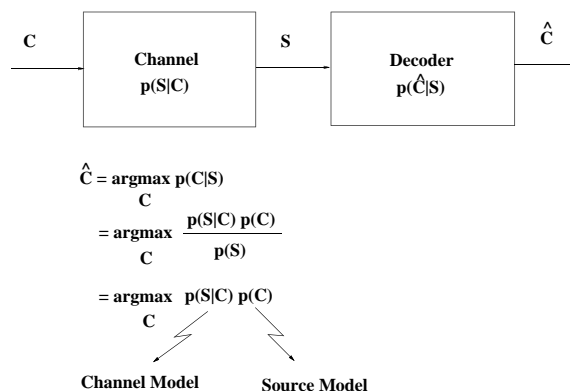 C
Channel
p(S|C)
S
Decoder
p(Ĉ|S)
Ĉ
Ĉ = argmax p(C|S)
C
= argmax p(S|C) p(C)
p(S)
C
= argmax p(S|C) p(C)
C
Channel Model
Source Model